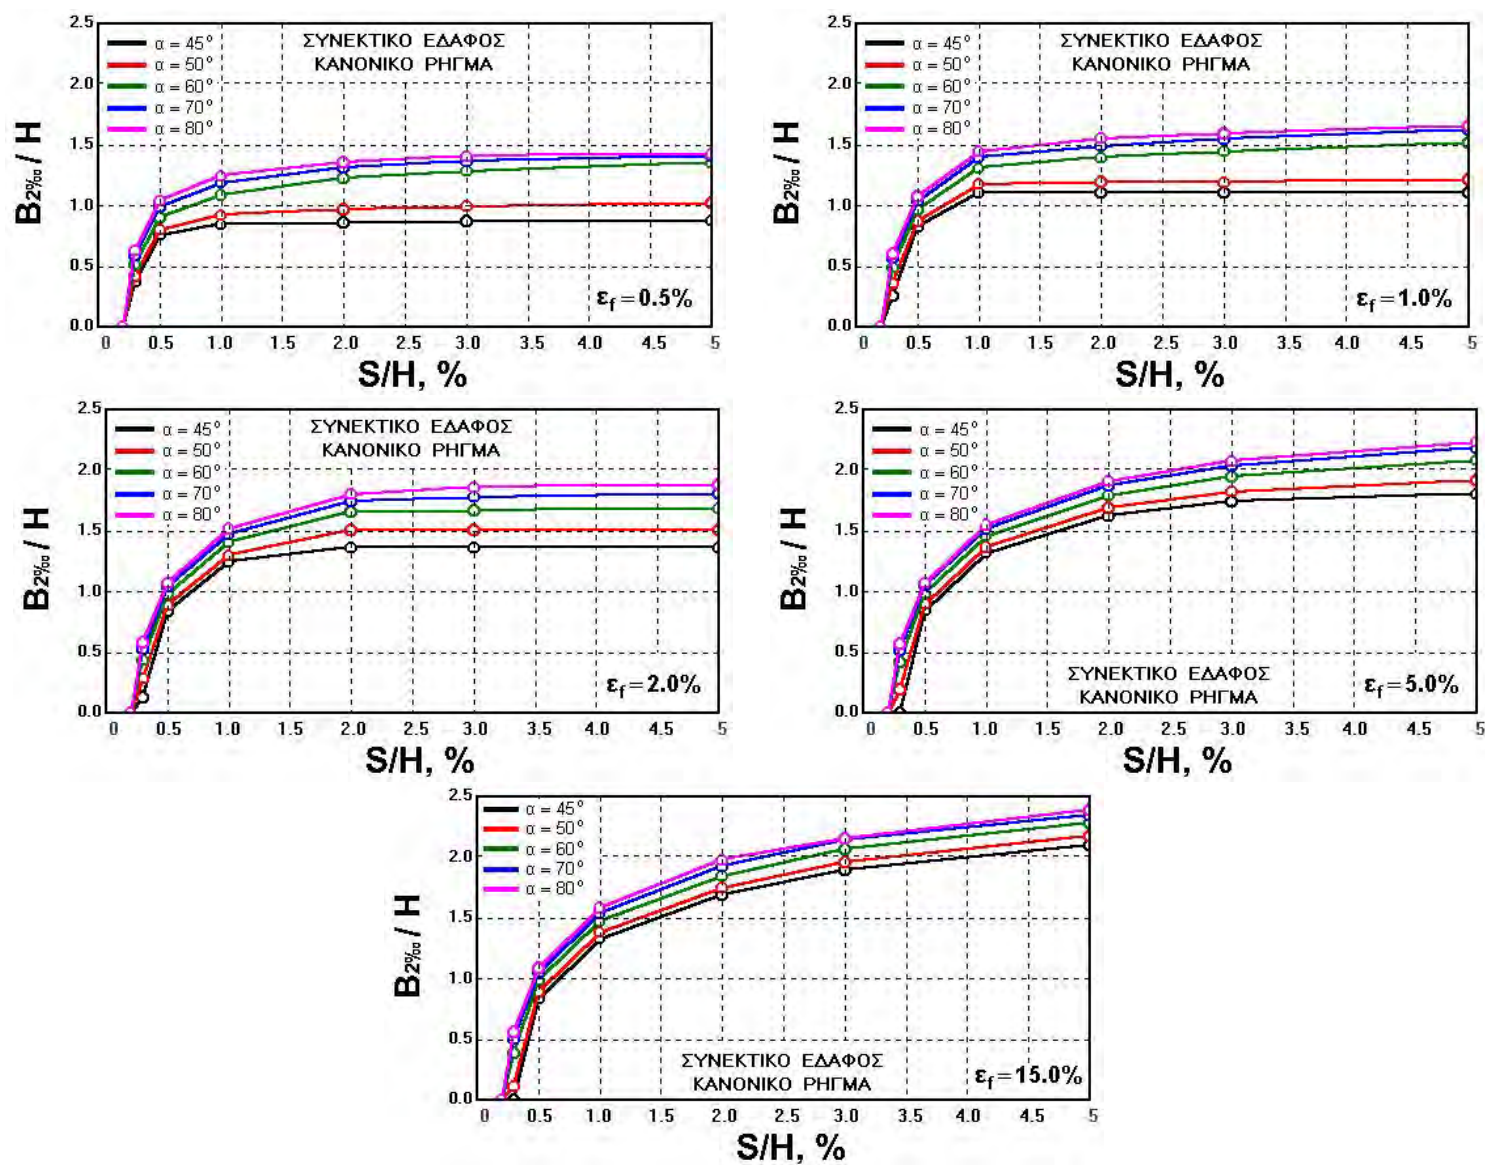 2.5
2.0
1.5
1.0
0.5
0.0
B2‰ / H
α = 45°
α = 50°
α = 60°
α = 70°
α = 80°
ΣΥΝΕΚΤΙΚΟ ΕΔΑΦΟΣ
ΚΑΝΟΝΙΚΟ ΡΗΓΜΑ
εf = 0.5%
0 0.5 1.0 1.5 2.0 2.5 3.0 3.5 4.0 4.5 5
S/H, %
2.5
2.0
1.5
1.0
0.5
0.0
B2‰ / H
α = 45°
α = 50°
α = 60°
α = 70°
α = 80°
ΣΥΝΕΚΤΙΚΟ ΕΔΑΦΟΣ
ΚΑΝΟΝΙΚΟ ΡΗΓΜΑ
εf = 1.0%
0 0.5 1.0 1.5 2.0 2.5 3.0 3.5 4.0 4.5 5
S/H, %
2.5
2.0
1.5
1.0
0.5
0.0
B2‰ / H
α = 45°
α = 50°
α = 60°
α = 70°
α = 80°
ΣΥΝΕΚΤΙΚΟ ΕΔΑΦΟΣ
ΚΑΝΟΝΙΚΟ ΡΗΓΜΑ
εf = 2.0%
0 0.5 1.0 1.5 2.0 2.5 3.0 3.5 4.0 4.5 5
S/H, %
2.5
2.0
1.5
1.0
0.5
0.0
B2‰ / H
α = 45°
α = 50°
α = 60°
α = 70°
α = 80°
ΣΥΝΕΚΤΙΚΟ ΕΔΑΦΟΣ
ΚΑΝΟΝΙΚΟ ΡΗΓΜΑ
εf = 5.0%
0 0.5 1.0 1.5 2.0 2.5 3.0 3.5 4.0 4.5 5
S/H, %
2.5
2.0
1.5
1.0
0.5
0.0
B2‰ / H
α = 45°
α = 50°
α = 60°
α = 70°
α = 80°
ΣΥΝΕΚΤΙΚΟ ΕΔΑΦΟΣ
ΚΑΝΟΝΙΚΟ ΡΗΓΜΑ
εf = 15.0%
0 0.5 1.0 1.5 2.0 2.5 3.0 3.5 4.0 4.5 5
S/H, %